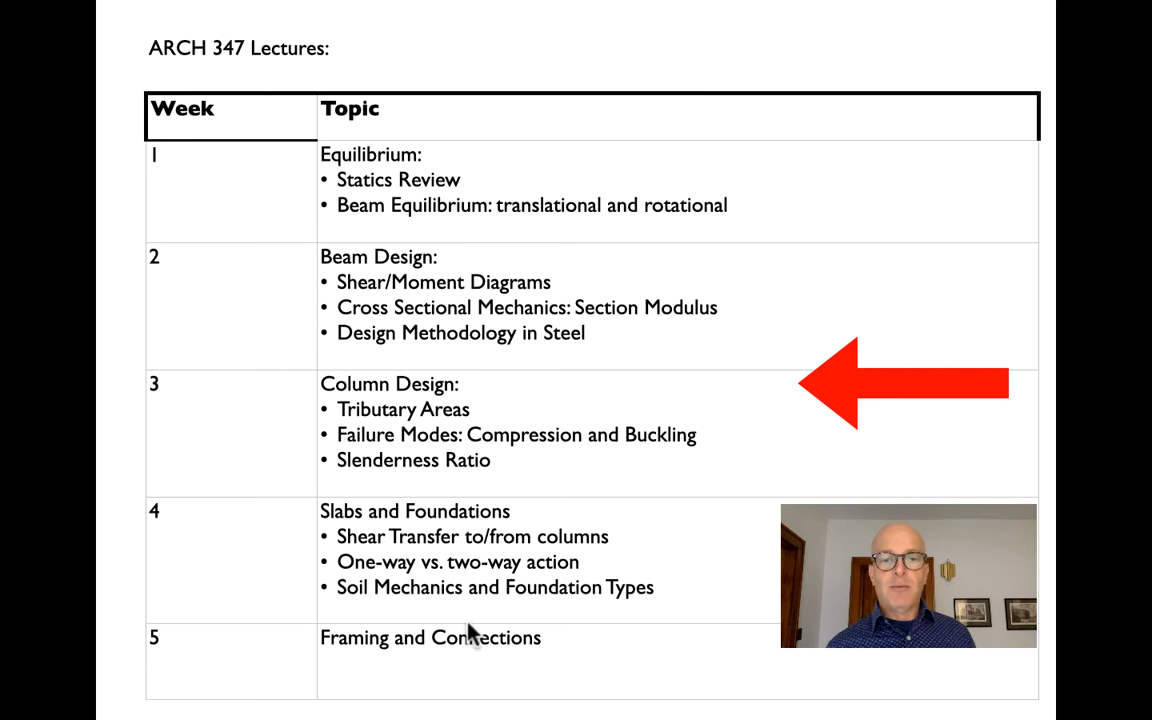 ARCH 347 Lectures:
Week Topic
1 Equilibrium:
• Statics Review
• Beam Equilibrium: translational and rotational
2 Beam Design:
• Shear/Moment Diagrams
• Cross Sectional Mechanics: Section Modulus
• Design Methodology in Steel
3 Column Design:
• Tributary Areas
• Failure Modes: Compression and Buckling
• Slenderness Ratio
4 Slabs and Foundations
• Shear Transfer to/from columns
• One-way vs. two-way action
• Soil Mechanics and Foundation Types
5 Framing and Connections